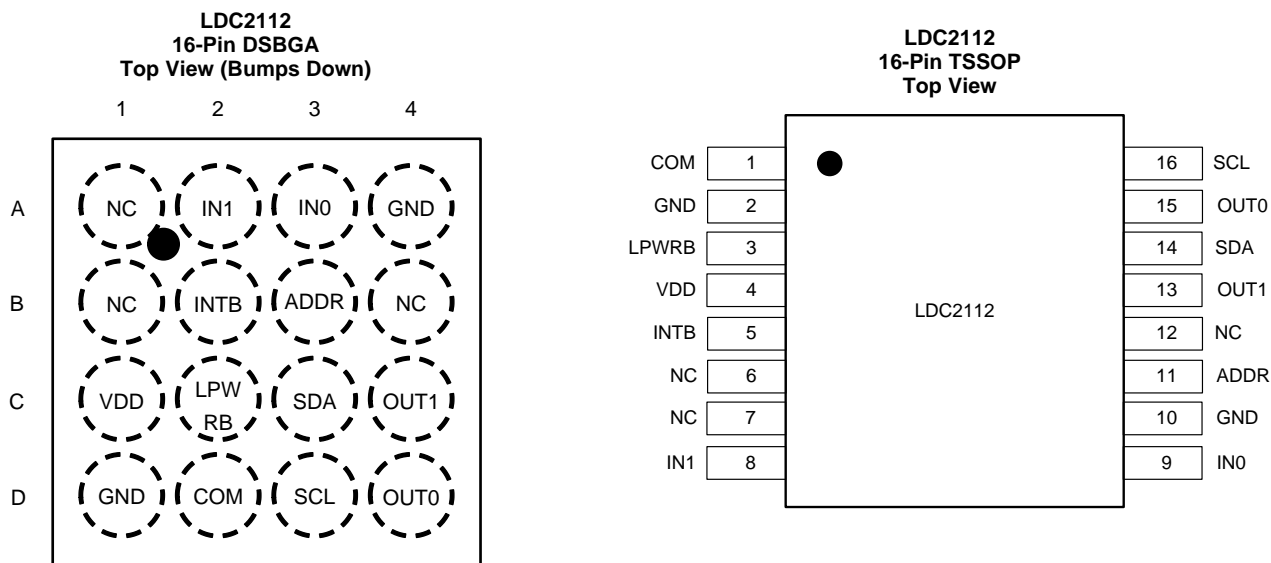 LDC2112
16-Pin DSBGA
Top View (Bumps Down)
1 2 3 4
A NC IN1 IN0 GND
B NC INTB ADDR NC
C VDD LPW RB SDA OUT1
D GND COM SCL OUT0
LDC2112
16-Pin TSSOP
Top View
COM 1 16 SCL
GND 2 15 OUT0
LPWRB 3 14 SDA
VDD 4 13 OUT1
LDC2112
INTB 5 12 NC
NC 6 11 ADDR
NC 7 10 GND
IN1 8 9 IN0